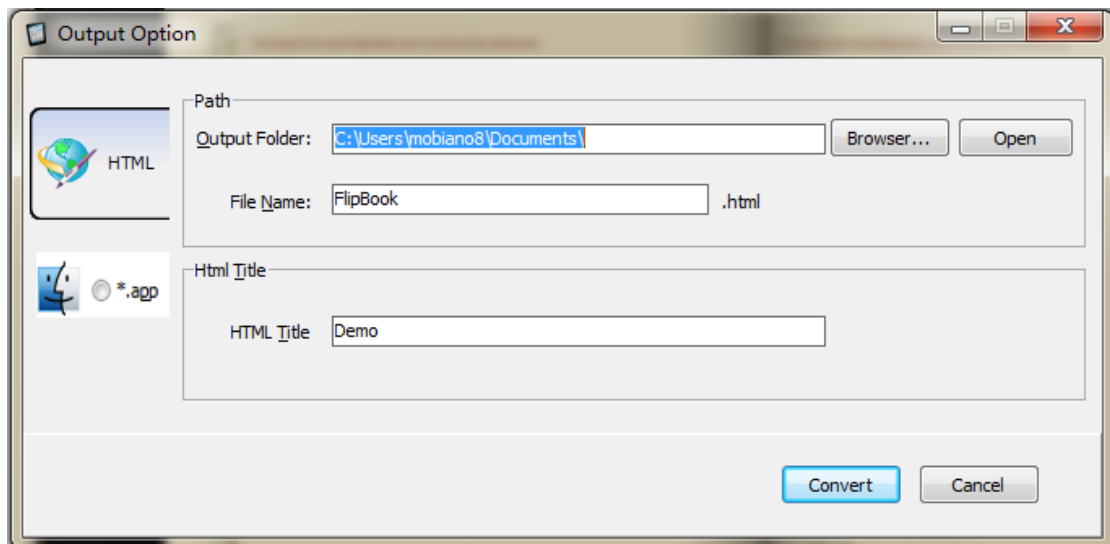 Output Option
HTML
*.app
Path
Output Folder: C:\Users\mobiano8\Documents\ Browser... Open
File Name: FlipBook .html
Html Title
HTML Title Demo
Convert Cancel